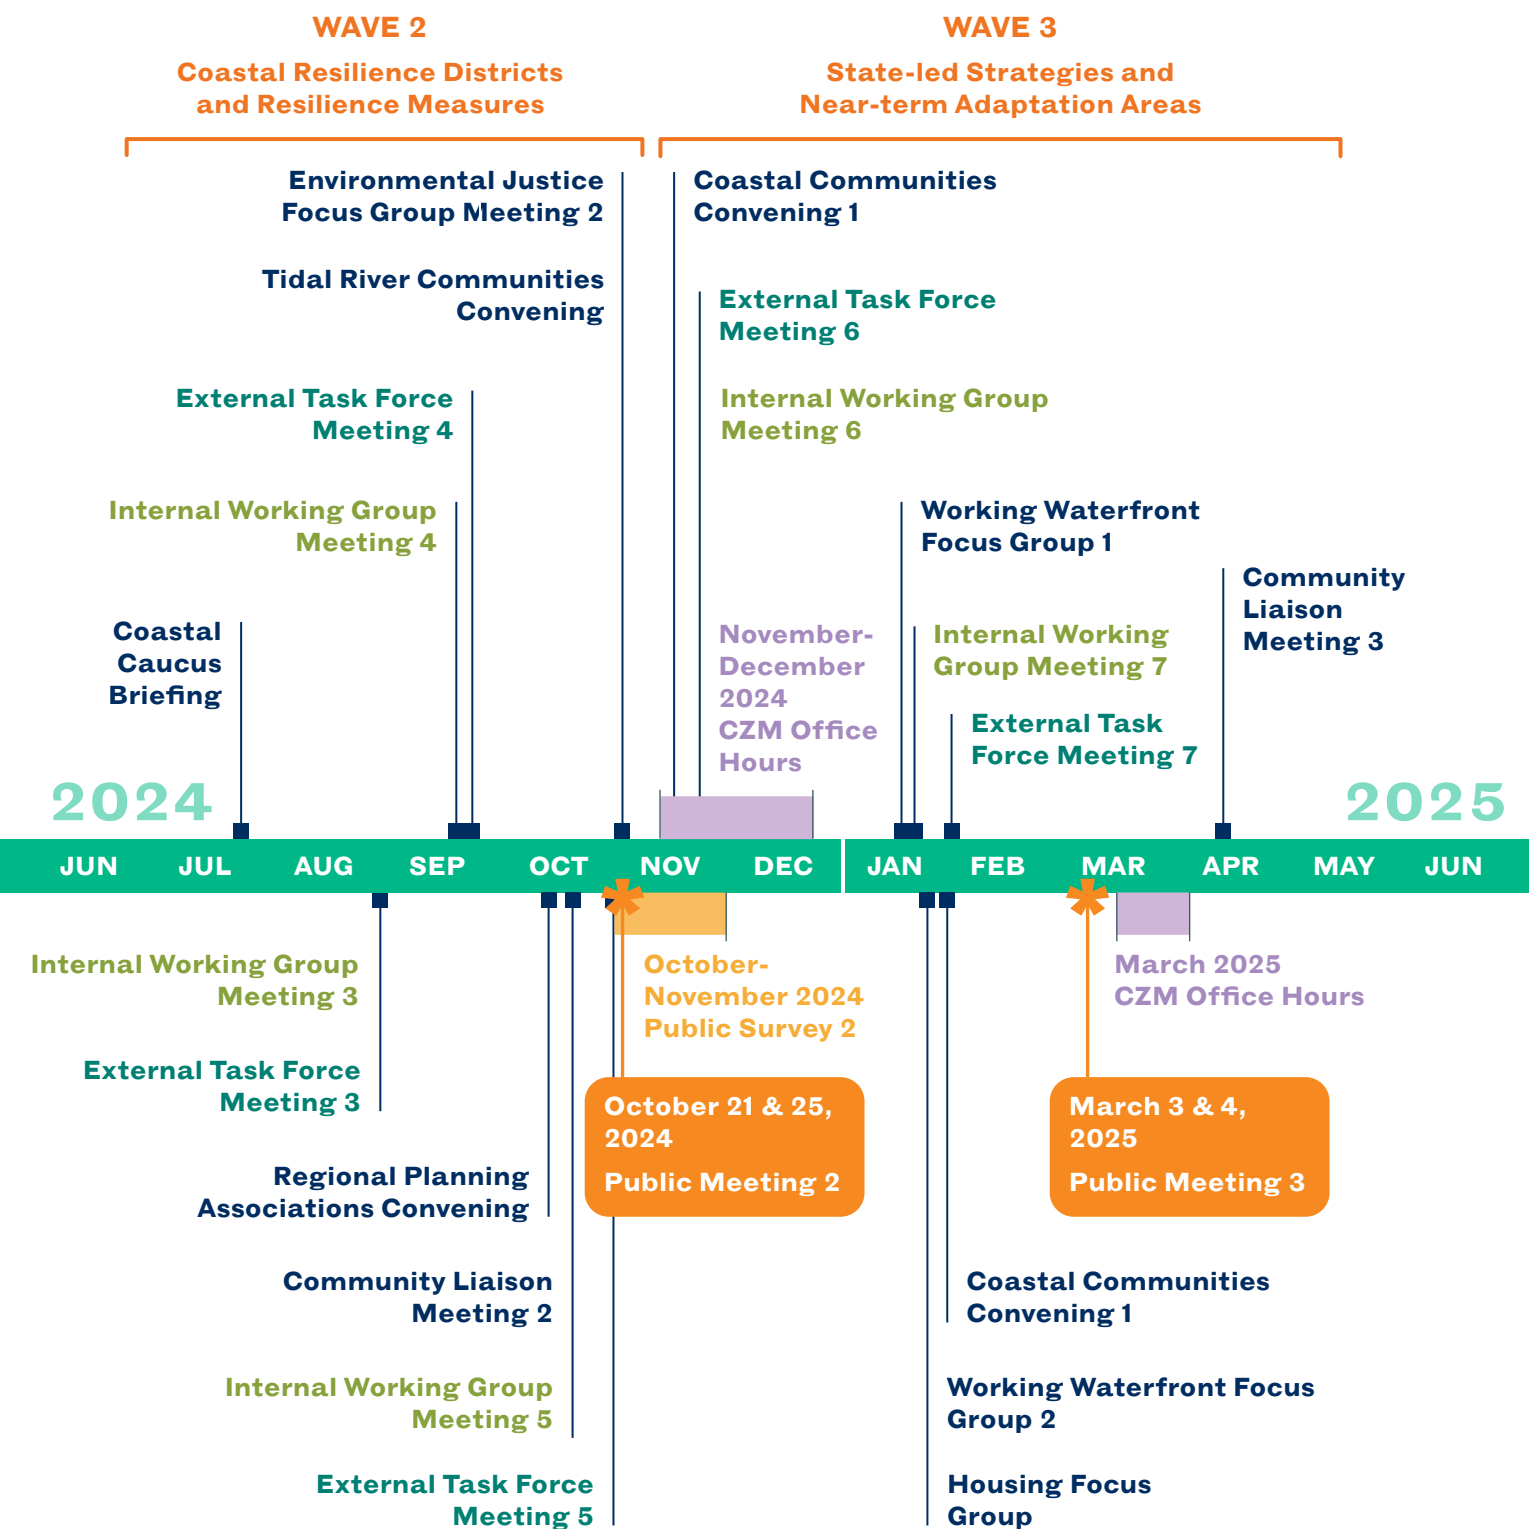 WAVE 2
Coastal Resilience Districts
and Resilience Measures
WAVE 3
State-led Strategies and
Near-term Adaptation Areas
Environmental Justice
Focus Group Meeting 2
Tidal River Communities
Convening
External Task Force
Meeting 4
Internal Working Group
Meeting 4
Coastal
Caucus
Briefing
Coastal Communities
Convening 1
External Task Force
Meeting 6
Internal Working Group
Meeting 6
Working Waterfront
Focus Group 1
Community
Liaison
Meeting 3
November-
December
2024
CZM Office
Hours
Internal Working
Group Meeting 7
External Task
Force Meeting 7
2024
2025
JUN JUL AUG SEP OCT NOV DEC JAN FEB MAR APR MAY JUN
Internal Working Group
Meeting 3
External Task Force
Meeting 3
Regional Planning
Associations Convening
Community Liaison
Meeting 2
Internal Working Group
Meeting 5
External Task Force
Meeting 5
October-
November 2024
Public Survey 2
October 21 & 25,
2024
Public Meeting 2
March 2025
CZM Office Hours
March 3 & 4,
2025
Public Meeting 3
Coastal Communities
Convening 1
Working Waterfront Focus
Group 2
Housing Focus
Group